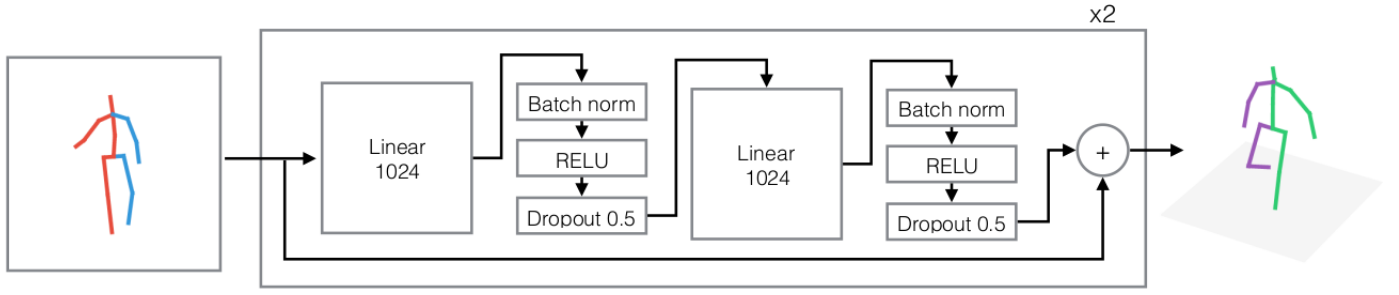 x2
Linear
1024
Batch norm
RELU
Dropout 0.5
Linear
1024
Batch norm
RELU
Dropout 0.5
+